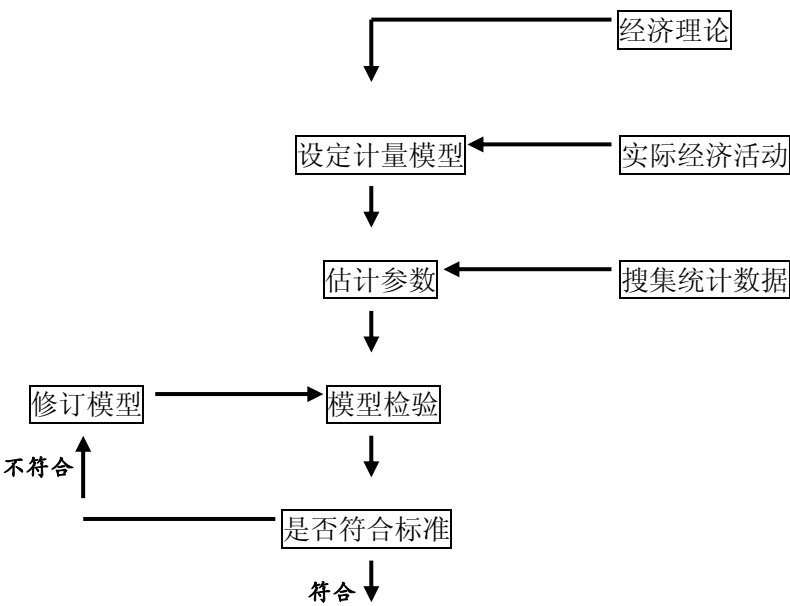 经济理论
设定计量模型
实际经济活动
估计参数
搜集统计数据
修订模型
模型检验
不符合
是否符合标准
符合